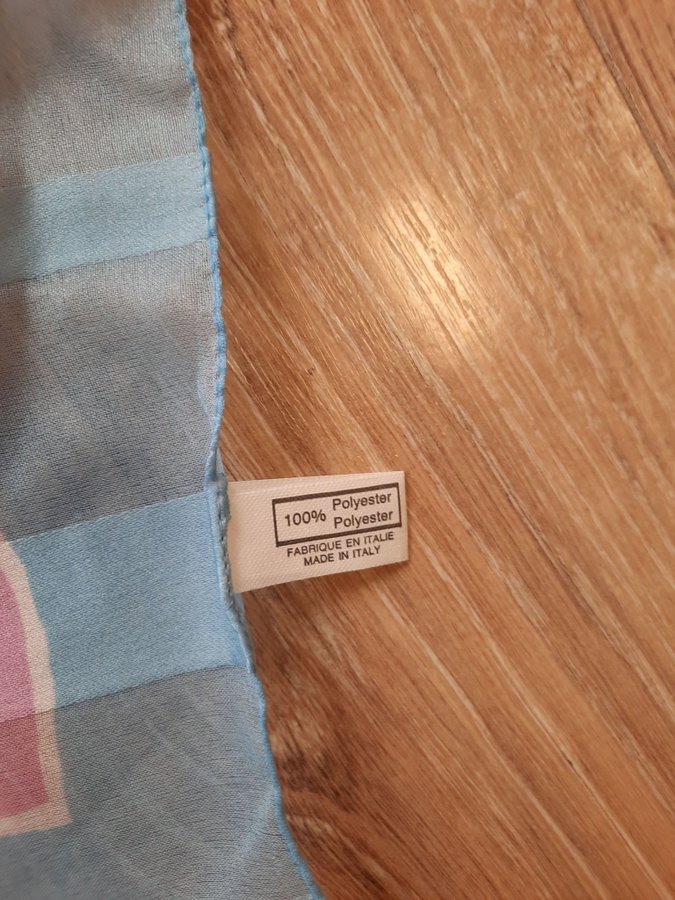 100% Polyester
Polyester
FABRIQUE EN ITALIE
MADE IN ITALY